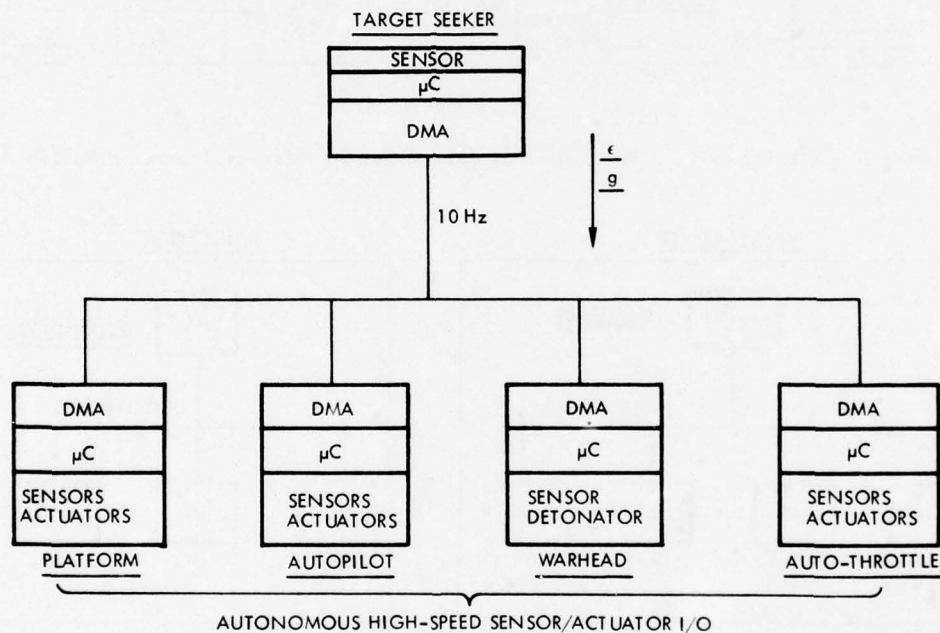 TARGET SEEKER
SENSOR
µC
DMA
ϵ
g
10 Hz
DMA
µC
SENSORS
ACTUATORS
PLATFORM
DMA
µC
SENSORS
ACTUATORS
AUTOPILOT
DMA
µC
SENSOR
DETONATOR
WARHEAD
DMA
µC
SENSORS
ACTUATORS
AUTO-THROTTLE
AUTONOMOUS HIGH-SPEED SENSOR/ACTUATOR I/O